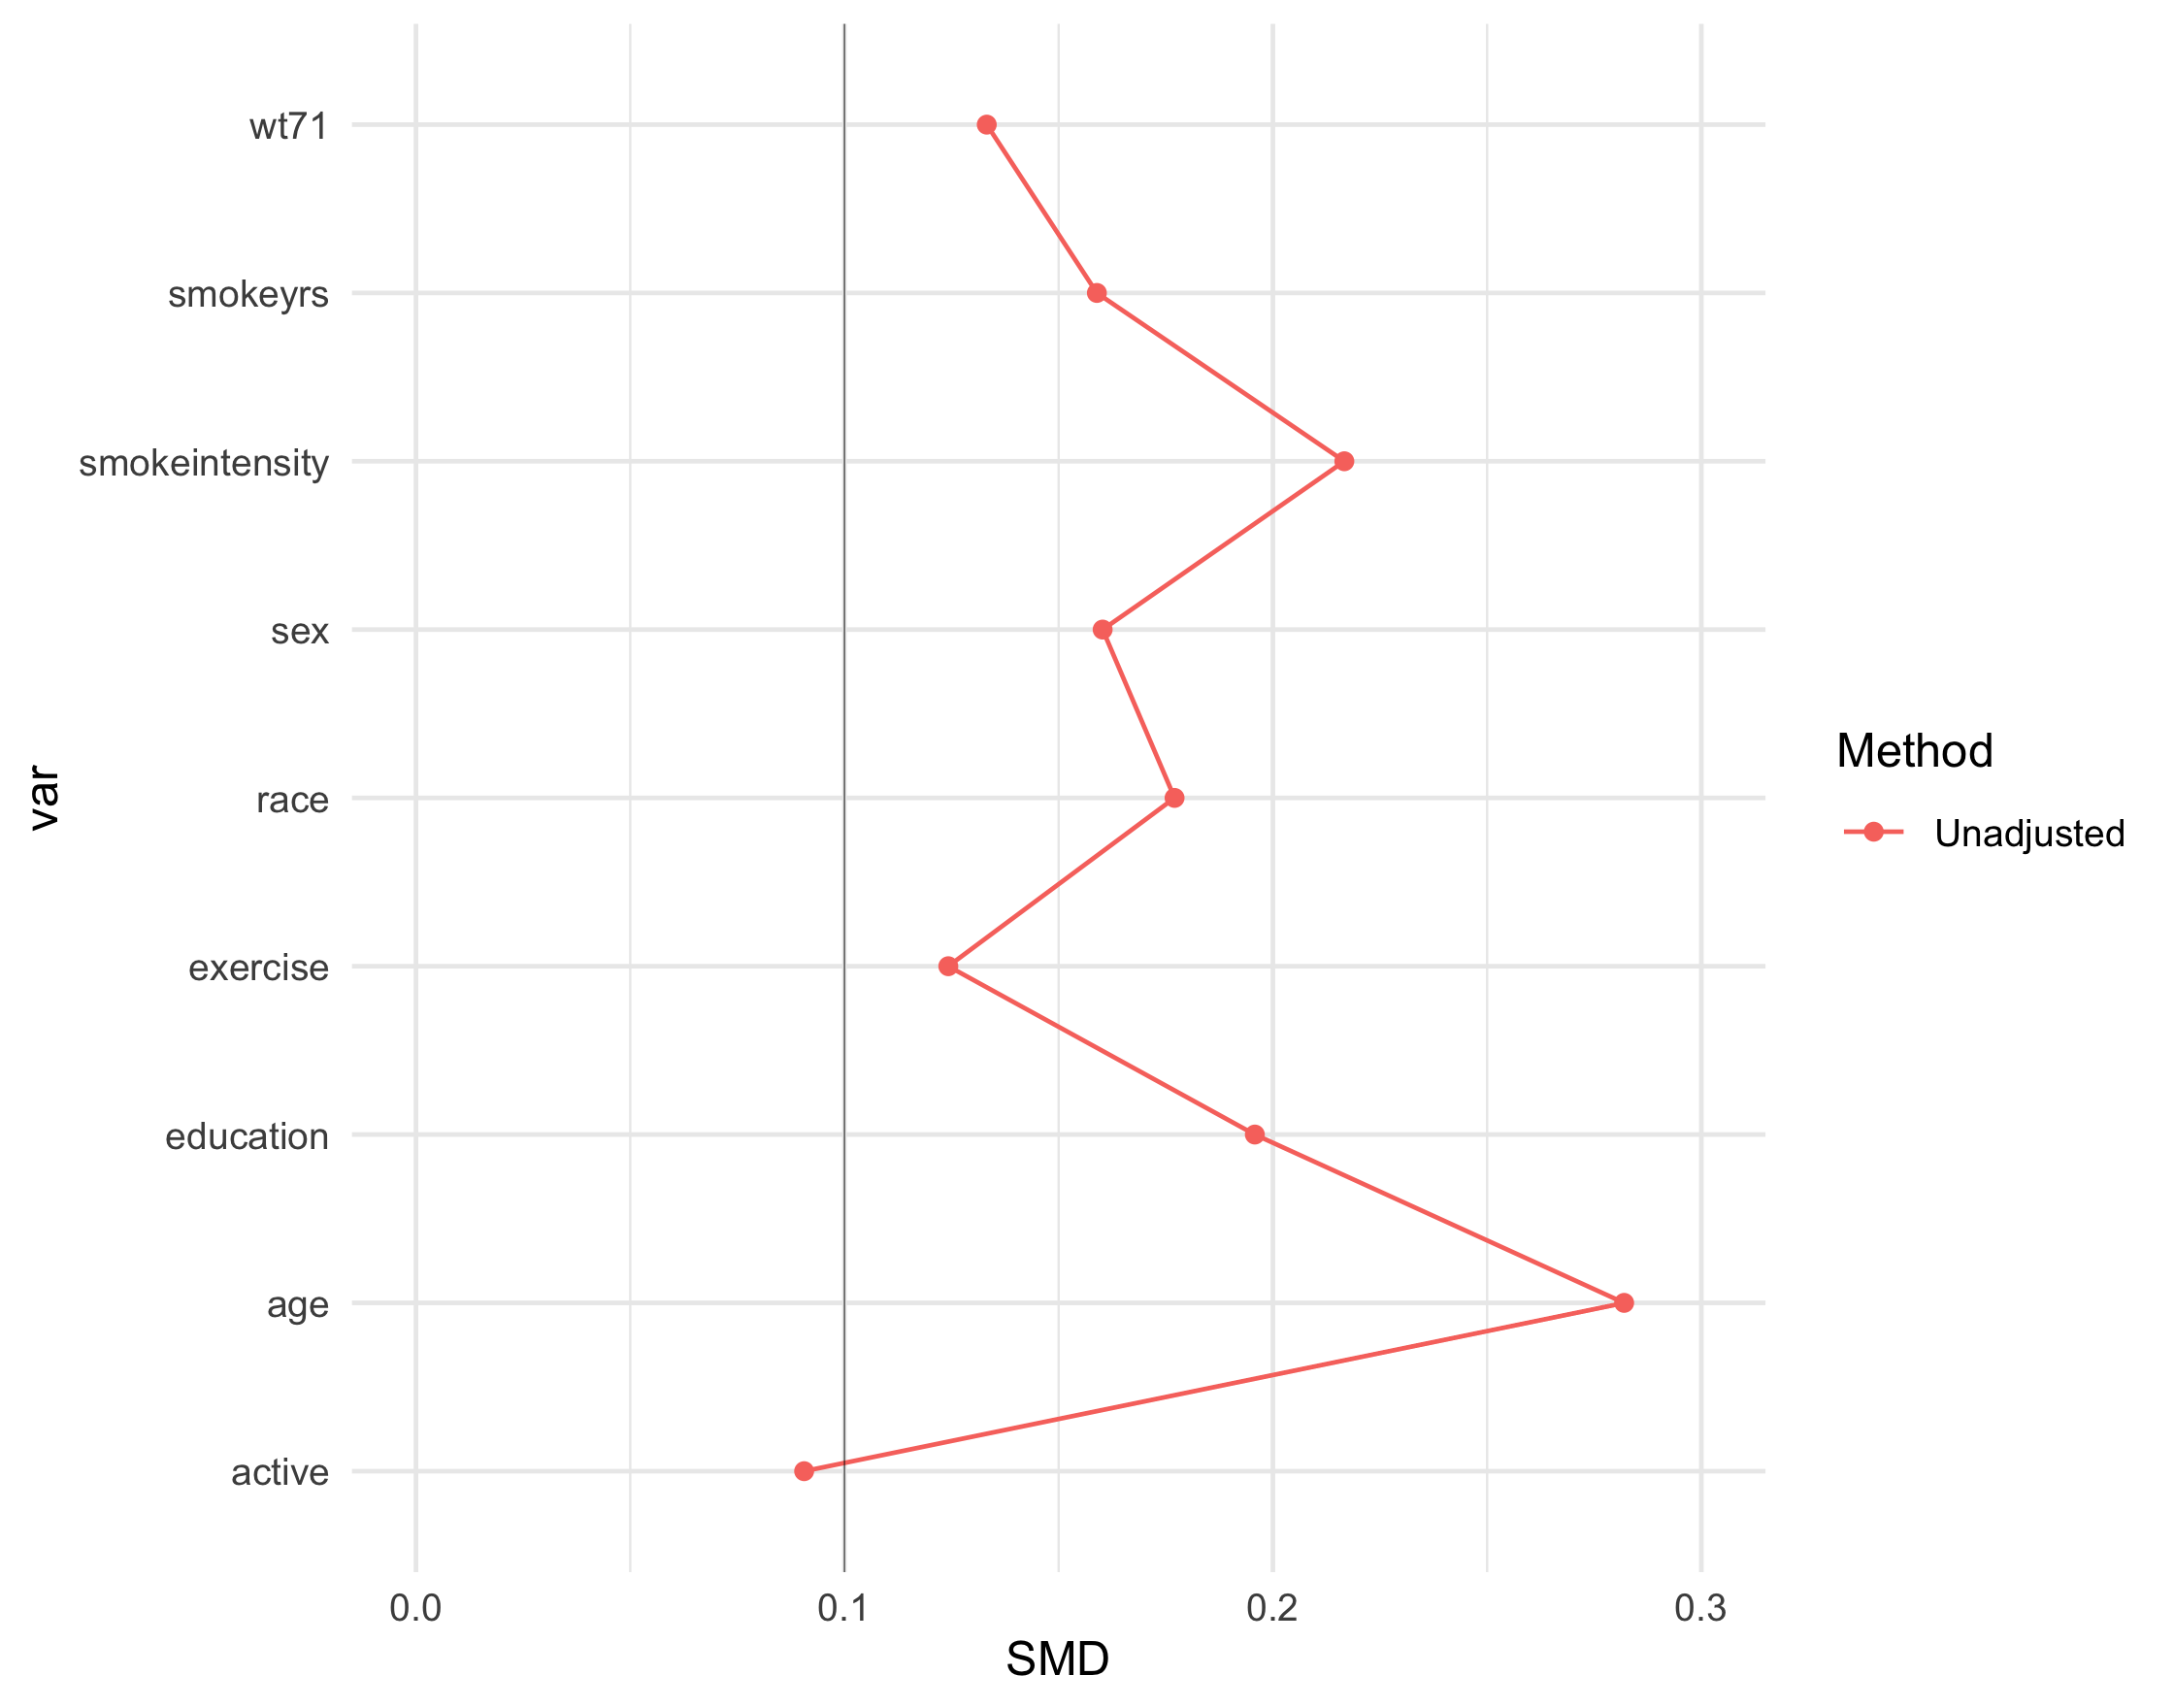 wt71
smokeyrs
smokeintensity
sex
race
exercise
education
age
active
var
0.0 0.1 0.2 0.3
SMD
Method
Unadjusted